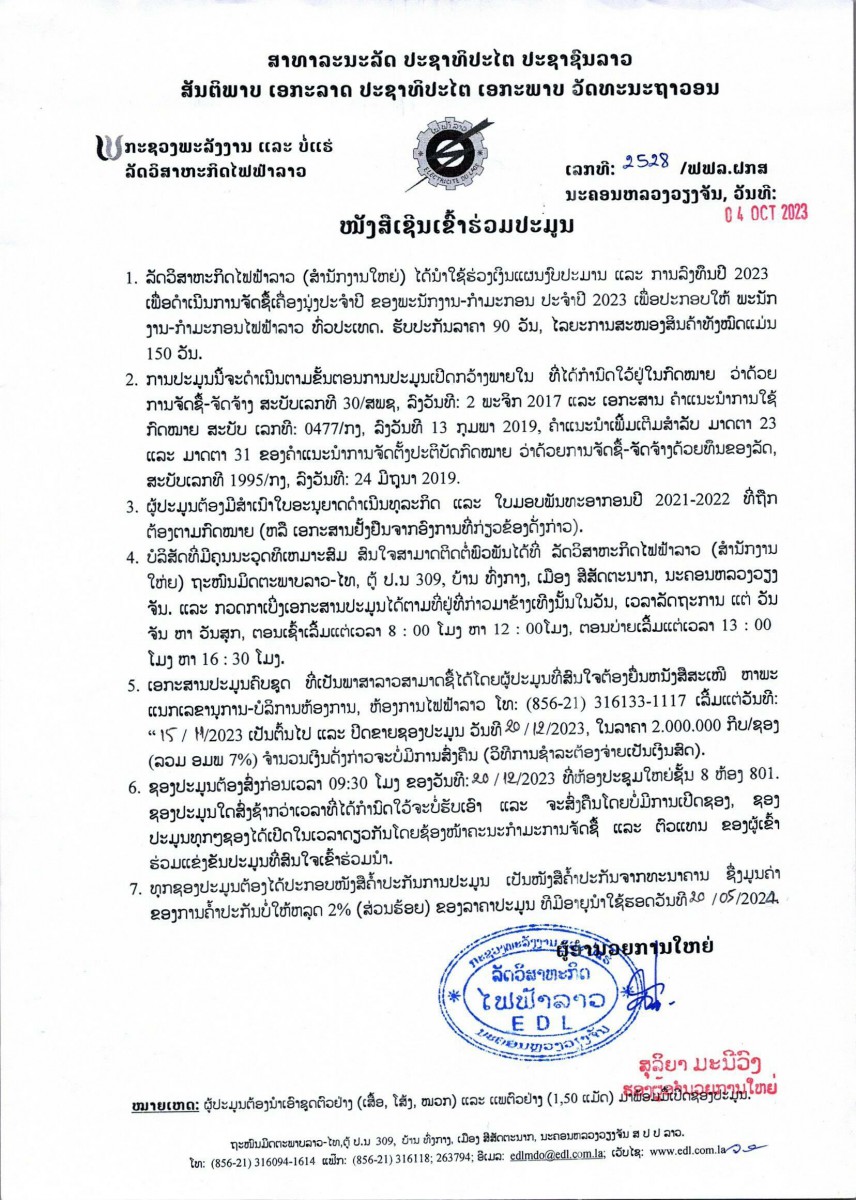 ສາທາລະນະລັດ ປະຊາທິປະໄຕ ປະຊາຊົນລາວ
ສັນຕິພາບ ເອກະລາດ ປະຊາທິປະໄຕ ເອກະພາບ ວັດທະນະຖາວອນ
ກະຊວງພະລັງງານ ແລະ ບໍ່ແຮ່
ລັດວິສາຫະກິດໄຟຟ້າລາວ
ໄຟຟ້າລາວ
ELECTRICITE DU LAOS
ເລກທີ: 2528 /ຟຟລ.ຝກສ
ນະຄອນຫລວງວຽງຈັນ, ວັນທີ:
04 OCT 2023
ໜັງສືເຊີນເຂົ້າຮ່ວມປະມູນ
1. ລັດວິສາຫະກິດໄຟຟ້າລາວ (ສຳນັກງານໃຫຍ່) ໄດ້ນຳໃຊ້ຮ່ວງເງິນແຜນງົບປະມານ ແລະ ການລົງທຶນປີ 2023
ເພື່ອດຳເນີນການຈັດຊື້ເຄື່ອງນຸ່ງປະຈຳປີ ຂອງພະນັກງານ-ກຳມະກອນ ປະຈຳປີ 2023 ເພື່ອປະກອບໃຫ້ ພະນັກ
ງານ-ກຳມະກອນໄຟຟ້າລາວ ທົ່ວປະເທດ. ຮັບປະກັນລາຄາ 90 ວັນ, ໄລຍະການສະໜອງສິນຄ້າທັງໝົດແມ່ນ
150 ວັນ.
2. ການປະມູນນີ້ຈະດຳເນີນຕາມຂັ້ນຕອນການປະມູນເປີດກວ້າງພາຍໃນ ທີ່ໄດ້ກຳນົດໃວ້ຢູ່ໃນກົດໝາຍ ວ່າດ້ວຍ
ການຈັດຊື້-ຈັດຈ້າງ ສະບັບເລກທີ 30/ສພຊ, ລົງວັນທີ: 2 ພະຈິກ 2017 ແລະ ເອກະສານ ຄຳແນະນຳການໃຊ້
ກົດໝາຍ ສະບັບ ເລກທີ: 0477/ກງ, ລົງວັນທີ 13 ກຸມພາ 2019, ຄຳແນະນຳເພີ່ມເຕີມສຳລັບ ມາດຕາ 23
ແລະ ມາດຕາ 31 ຂອງຄຳແນະນຳການຈັດຕັ້ງປະຕິບັດກົດໝາຍ ວ່າດ້ວຍການຈັດຊື້-ຈັດຈ້າງດ້ວຍທຶນຂອງລັດ,
ສະບັບເລກທີ 1995/ກງ, ລົງວັນທີ: 24 ມີຖຸນາ 2019.
3. ຜູ້ປະມູນຕ້ອງມີສຳເນົາໃບອະນຸຍາດດຳເນີນທຸລະກິດ ແລະ ໃບມອບພັນທະອາກອນປີ 2021-2022 ທີ່ຖືກ
ຕ້ອງຕາມກົດໝາຍ (ຫລື ເອກະສານຢັ້ງຢືນຈາກອົງການທີ່ກ່ຽວຂ້ອງດັ່ງກ່າວ).
4. ບໍລິສັດທີ່ມີຄຸນນະວຸດທິເຫມາະສົມ ສົນໃຈສາມາດຕິດຕໍ່ພົວພັນໄດ້ທີ່ ລັດວິສາຫະກິດໄຟຟ້າລາວ (ສຳນັກງານ
ໃຫ່ຍ) ຖະໜົນມິດຕະພາບລາວ-ໄທ, ຕູ້ ປ.ນ 309, ບ້ານ ທົ່ງກາງ, ເມືອງ ສີສັດຕະນາກ, ນະຄອນຫລວງວຽງ
ຈັນ. ແລະ ກວດກາເບິ່ງເອກະສານປະມູນໄດ້ຕາມທີ່ຢູ່ທີ່ກ່າວມາຂ້າງເທີງນັ້ນໃນວັນ, ເວລາລັດຖະການ ແຕ່ ວັນ
ຈັນ ຫາ ວັນສຸກ, ຕອນເຊົ້າເລີ້ມແຕ່ເວລາ 8 : 00 ໂມງ ຫາ 12 : 00ໂມງ, ຕອນບ່າຍເລີ້ມແຕ່ເວລາ 13 : 00
ໂມງ ຫາ 16 : 30 ໂມງ.
5. ເອກະສານປະມູນຄົບຊຸດ ທີ່ເປັນພາສາລາວສາມາດຊື້ໄດ້ໂດຍຜູ້ປະມູນທີ່ສົນໃຈຕ້ອງຍື່ນຫນັງສືສະເໜີ ຫາພະ
ແນກເລຂານຸການ-ບໍລິການຫ້ອງການ, ຫ້ອງການໄຟຟ້າລາວ ໂທ: (856-21) 316133-1117 ເລີ້ມແຕ່ວັນທີ:
“ 15 / 11/2023 ເປັນຕົ້ນໄປ ແລະ ປິດຂາຍຊອງປະມູນ ວັນທີ 20 /12/2023, ໃນລາຄາ 2.000.000 ກີບ/ຊອງ
(ລວມ ອມພ 7%) ຈຳນວນເງິນດັ່ງກ່າວຈະບໍ່ມີການສົ່ງຄືນ (ວິທີການຊຳລະຕ້ອງຈ່າຍເປັນເງິນສົດ).
6. ຊອງປະມູນຕ້ອງສົ່ງກ່ອນເວລາ 09:30 ໂມງ ຂອງວັນທີ: 20 /12/2023 ທີ່ຫ້ອງປະຊຸມໃຫຍ່ຊັ້ນ 8 ຫ້ອງ 801.
ຊອງປະມູນໃດສົ່ງຊ້າກວ່າເວລາທີ່ໄດ້ກຳນົດໃວ້ຈະບໍ່ຮັບເອົາ ແລະ ຈະສົ່ງຄືນໂດຍບໍ່ມີການເປີດຊອງ, ຊອງ
ປະມູນທຸກໆຊອງໄດ້ເປີດໃນເວລາດຽວກັນໂດຍຊ້ອງໜ້າຄະນະກຳມະການຈັດຊື້ ແລະ ຕົວແທນ ຂອງຜູ້ເຂົ້າ
ຮ່ວມແຂ່ງຂັນປະມູນທີ່ສົນໃຈເຂົ້າຮ່ວມນຳ.
7. ທຸກຊອງປະມູນຕ້ອງໄດ້ປະກອບໜັງສືຄ້ຳປະກັນການປະມູນ ເປັນໜັງສືຄ້ຳປະກັນຈາກທະນາຄານ ຊຶ່ງມູນຄ່າ
ຂອງການຄ້ຳປະກັນບໍ່ໃຫ້ຫລຸດ 2% (ສ່ວນຮ້ອຍ) ຂອງລາຄາປະມູນ ທີ່ມີອາຍຸນຳໃຊ້ຮອດວັນທີ 20 /05/2024.
ຜູ້ອຳນວຍການໃຫຍ່
ລັດວິສາຫະກິດ
ໄຟຟ້າລາວ
EDL
ນະຄອນຫຼວງວຽງຈັນ
ສຸລິຍາ ມະນີວົງ
ຮອງຜູ້ອຳນວຍການໃຫຍ່
ໝາຍເຫດ: ຜູ້ປະມູນຕ້ອງນຳເອົາຊຸດຕົວຢ່າງ (ເສື້ອ, ໂສ້ງ, ໝວກ) ແລະ ແພຕົວຢ່າງ (1,50 ແມັດ) ມາພ້ອມມື້ເປີດຊອງປະມູນ.
ຖະໜົນມິດຕະພາບລາວ-ໄທ,ຕູ້ ປ.ນ 309, ບ້ານ ທົ່ງກາງ, ເມືອງ ສີສັດຕະນາກ, ນະຄອນຫລວງວຽງຈັນ ສ ປ ປ ລາວ.
ໂທ: (856-21) 316094-1614 ແຟັກ: (856-21) 316118; 263794; ອີເມລ: edlmdo@edl.com.la; ເວັບໄຊ: www.edl.com.la